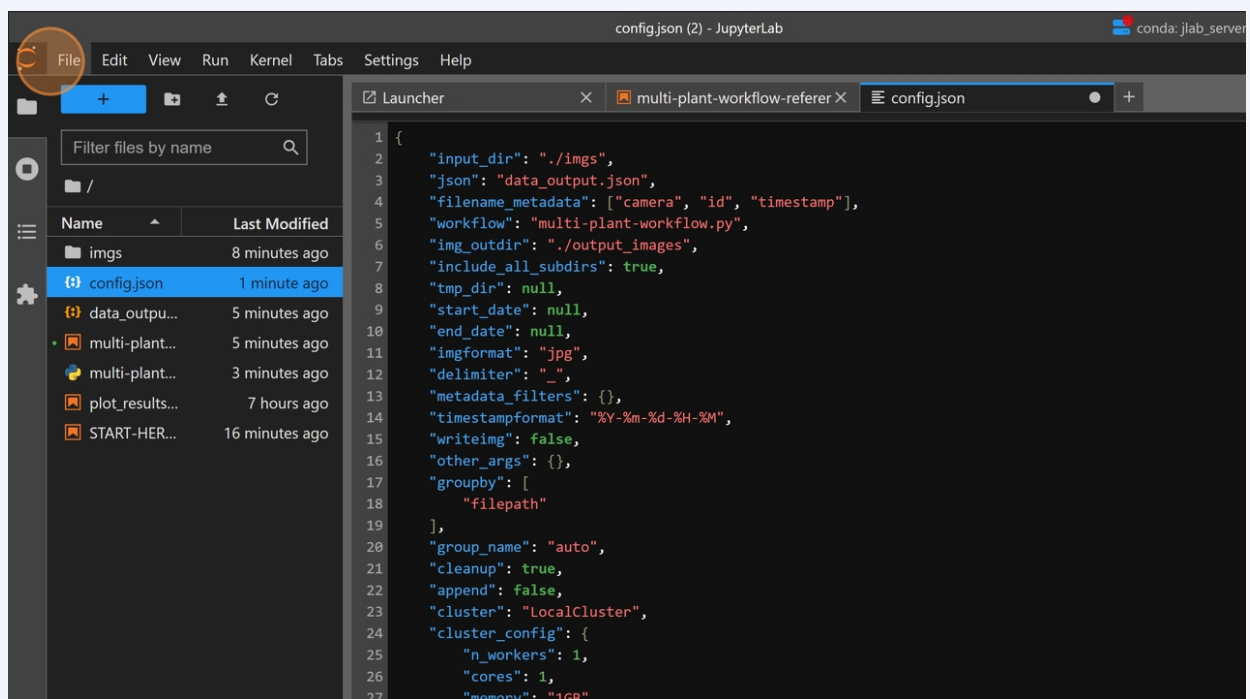 config.json (2) - JupyterLab
conda: jlab_server
File Edit View Run Kernel Tabs Settings Help
+
Launcher
multi-plant-workflow-referer
config.json
+
Filter files by name
/
Name Last Modified
imgs 8 minutes ago
config.json 1 minute ago
data_outpu... 5 minutes ago
multi-plant... 5 minutes ago
multi-plant... 3 minutes ago
plot_results... 7 hours ago
START-HER... 16 minutes ago
1 {
2 "input_dir": "./imgs",
3 "json": "data_output.json",
4 "filename_metadata": ["camera", "id", "timestamp"],
5 "workflow": "multi-plant-workflow.py",
6 "img_outdir": "./output_images",
7 "include_all_subdirs": true,
8 "tmp_dir": null,
9 "start_date": null,
10 "end_date": null,
11 "imgformat": "jpg",
12 "delimiter": "_",
13 "metadata_filters": {},
14 "timestampformat": "%Y-%m-%d-%H-%M",
15 "writeimg": false,
16 "other_args": {},
17 "groupby": [
18 "filepath"
19 ],
20 "group_name": "auto",
21 "cleanup": true,
22 "append": false,
23 "cluster": "LocalCluster",
24 "cluster_config": {
25 "n_workers": 1,
26 "cores": 1,
27 "memory": "1GB"